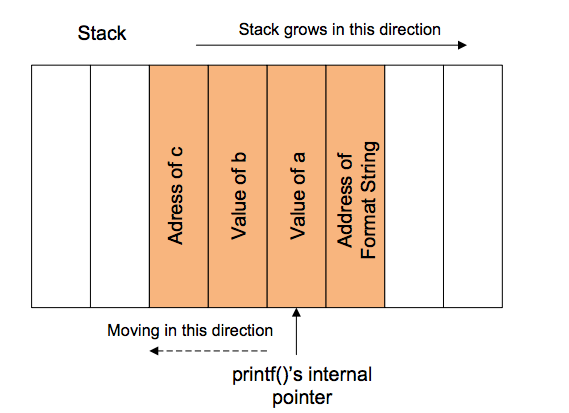 Stack
Stack grows in this direction
Adress of c
Value of b
Value of a
Address of
Format String
Moving in this direction
printf()'s internal
pointer